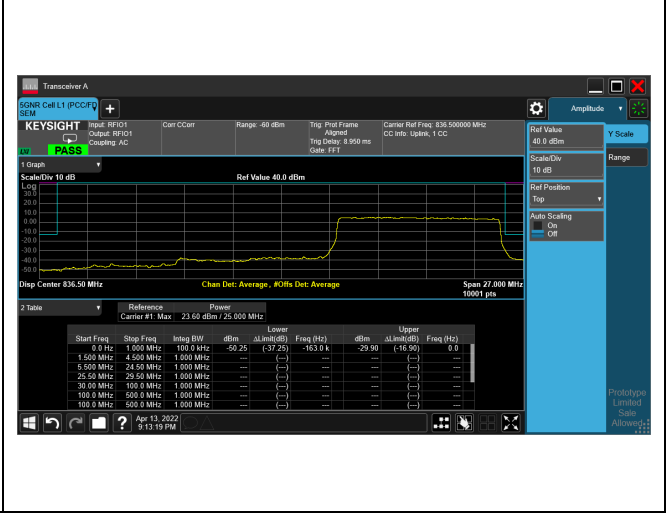 Transceiver A
5GNR Cell L1 (PCC/FD
SEM
Amplitude
KEYSIGHT
Input: RFIO1
Output: RFIO1
Coupling: AC
Corr CCorr
Range: -60 dBm
Trig: Prot Frame
Aligned
Trig Delay: 8.950 ms
Gate: FFT
Carrier Ref Freq: 836.500000 MHz
CC Info: Uplink, 1 CC
LW PASS
Ref Value
40.0 dBm
Y Scale
Scale/Div
10 dB
Range
Ref Position
Top
Auto Scaling
On
Off
1 Graph
Scale/Div 10 dB
Ref Value 40.0 dBm
Log
30.0
20.0
10.0
0.00
-10.0
-20.0
-30.0
-40.0
-50.0
Disp Center 836.50 MHz
Chan Det: Average, #Offs Det: Average
Span 27.000 MHz
10001 pts
2 Table
Reference Power
Carrier #1: Max 23.60 dBm / 25.000 MHz
Lower Upper
Start Freq Stop Freq Integ BW dBm ΔLimit(dB) Freq (Hz) dBm ΔLimit(dB) Freq (Hz)
0.0 Hz 1.000 MHz 100.0 kHz -50.25 (-37.25) -163.0 k -29.90 (-16.90) 0.0
1.500 MHz 4.500 MHz 1.000 MHz --- (---) --- --- (---) ---
5.500 MHz 24.50 MHz 1.000 MHz --- (---) --- --- (---) ---
25.50 MHz 29.50 MHz 1.000 MHz --- (---) --- --- (---) ---
30.00 MHz 100.0 MHz 1.000 MHz --- (---) --- --- (---) ---
100.0 MHz 500.0 MHz 1.000 MHz --- (---) --- --- (---) ---
100.0 MHz 500.0 MHz 1.000 MHz --- (---) --- --- (---) ---
Prototype
Limited
Sale
Allowed
Apr 13, 2022
9:13:19 PM